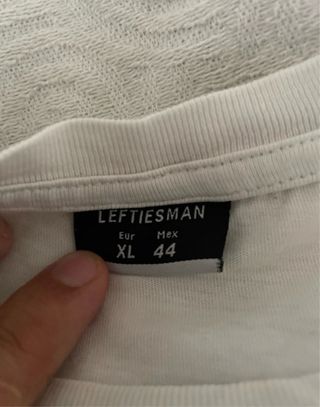 LEFTIESMAN
Eur Mex
XL 44